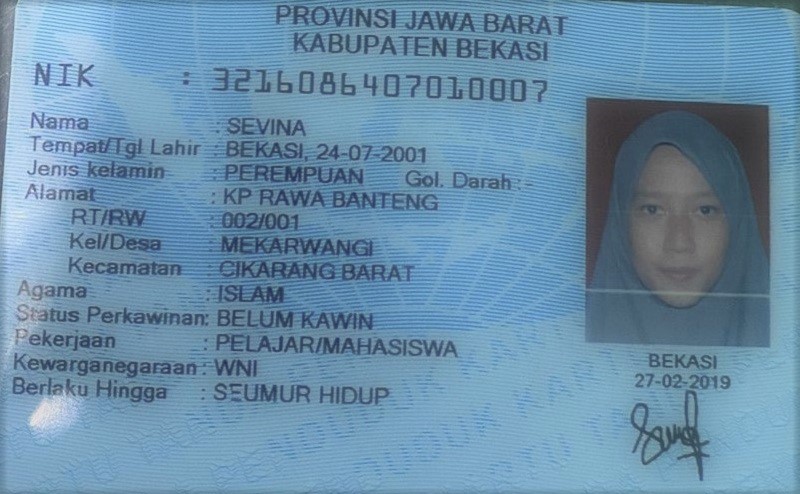 PROVINSI JAWA BARAT
KABUPATEN BEKASI
NIK : 3216086407010007
Nama : SEVINA
Tempat/Tgl Lahir : BEKASI, 24-07-2001
Jenis kelamin : PEREMPUAN Gol. Darah : -
Alamat : KP RAWA BANTENG
RT/RW : 002/001
Kel/Desa : MEKARWANGI
Kecamatan : CIKARANG BARAT
Agama : ISLAM
Status Perkawinan: BELUM KAWIN
Pekerjaan : PELAJAR/MAHASISWA
Kewarganegaraan: WNI
Berlaku Hingga : SEUMUR HIDUP
BEKASI
27-02-2019